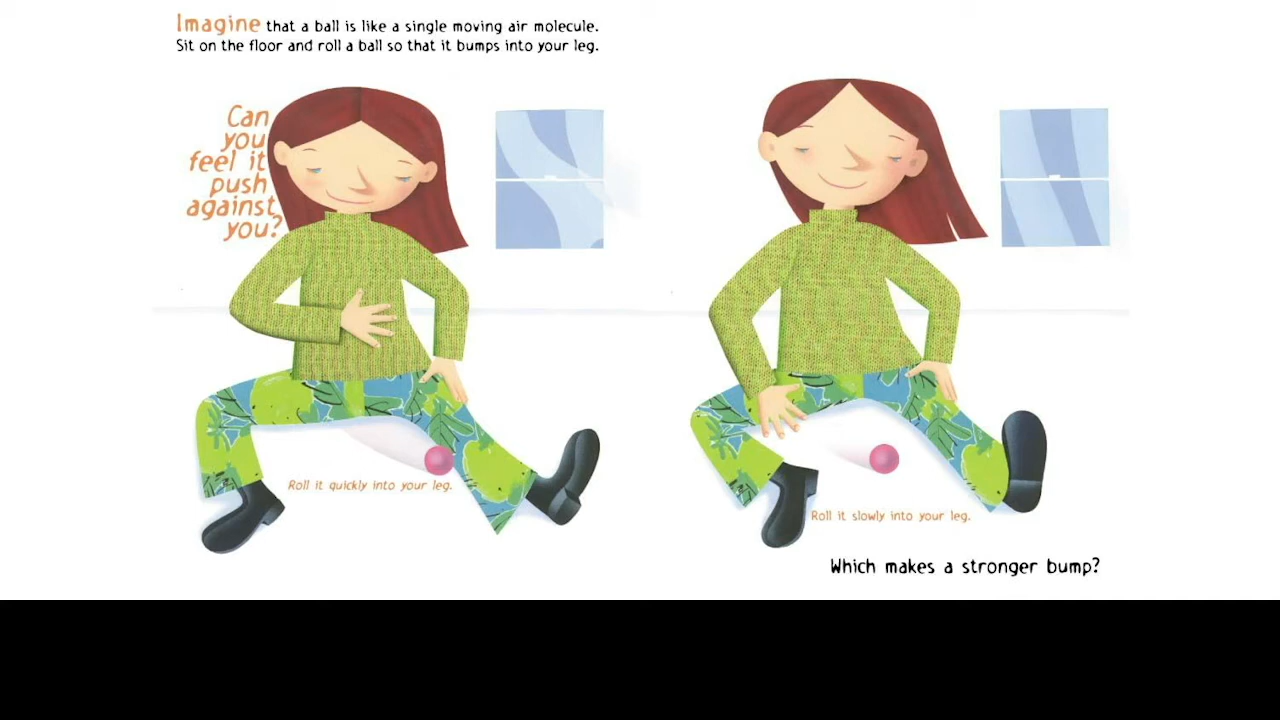 Imagine that a ball is like a single moving air molecule.
Sit on the floor and roll a ball so that it bumps into your leg.
Can
you
feel it
push
against
you?
Roll it quickly into your leg.
Roll it slowly into your leg.
Which makes a stronger bump?